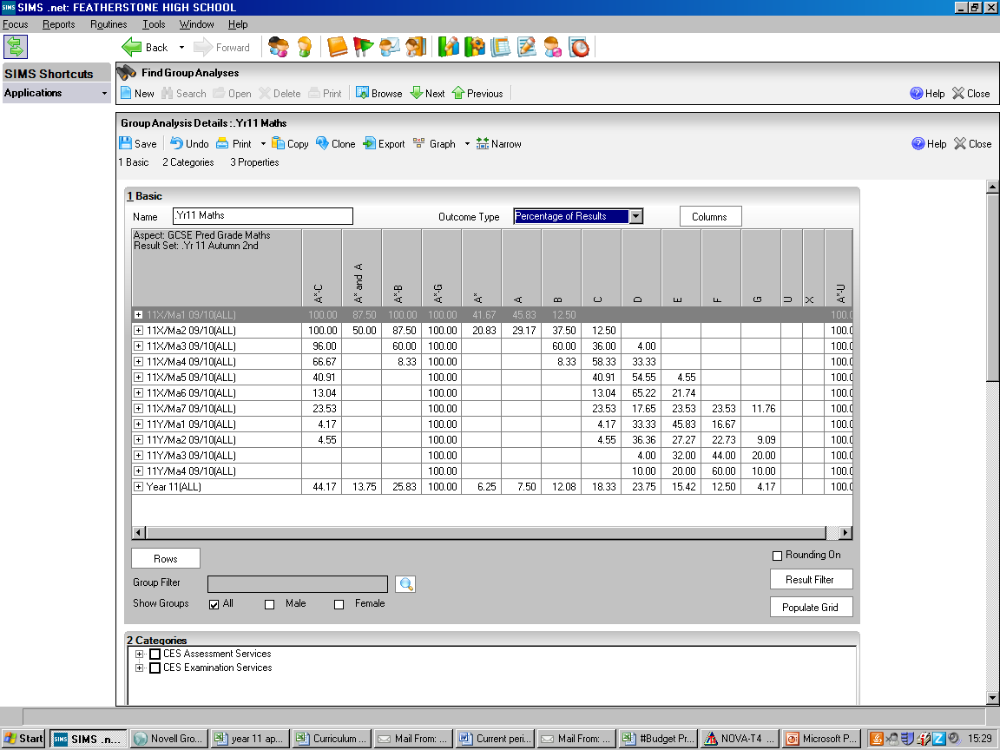 SIMS .net: FEATHERSTONE HIGH SCHOOL
Focus Reports Routines Tools Window Help
Back Forward
SIMS Shortcuts
Applications
Find Group Analyses
New Search Open Delete Print Browse Next Previous Help Close
Group Analysis Details : .Yr11 Maths
Save Undo Print Copy Clone Export Graph Narrow Help Close
1 Basic 2 Categories 3 Properties
1 Basic
Name .Yr11 Maths Outcome Type Percentage of Results Columns
Aspect: GCSE Pred Grade Maths
Result Set: .Yr 11 Autumn 2nd
A*-C A* and A A*-B A*-G A* A B C D E F G U X A*-U
11X/Ma1 09/10(ALL) 100.00 87.50 100.00 100.00 41.67 45.83 12.50 100.0
11X/Ma2 09/10(ALL) 100.00 50.00 87.50 100.00 20.83 29.17 37.50 12.50 100.0
11X/Ma3 09/10(ALL) 96.00 60.00 100.00 60.00 36.00 4.00 100.0
11X/Ma4 09/10(ALL) 66.67 8.33 100.00 8.33 58.33 33.33 100.0
11X/Ma5 09/10(ALL) 40.91 100.00 40.91 54.55 4.55 100.0
11X/Ma6 09/10(ALL) 13.04 100.00 13.04 65.22 21.74 100.0
11X/Ma7 09/10(ALL) 23.53 100.00 23.53 17.65 23.53 23.53 11.76 100.0
11Y/Ma1 09/10(ALL) 4.17 100.00 4.17 33.33 45.83 16.67 100.0
11Y/Ma2 09/10(ALL) 4.55 100.00 4.55 36.36 27.27 22.73 9.09 100.0
11Y/Ma3 09/10(ALL) 100.00 4.00 32.00 44.00 20.00 100.0
11Y/Ma4 09/10(ALL) 100.00 10.00 20.00 60.00 10.00 100.0
Year 11(ALL) 44.17 13.75 25.83 100.00 6.25 7.50 12.08 18.33 23.75 15.42 12.50 4.17 100.0
Rows Rounding On
Group Filter Result Filter
Show Groups All Male Female Populate Grid
2 Categories
CES Assessment Services
CES Examination Services
Start SIMS .n... Novell Gro... year 11 ap... Curriculum ... Mail From: ... Current peri... Mail From: ... #Budget Pr... NOVA-T4 ... Microsoft P... 15:29